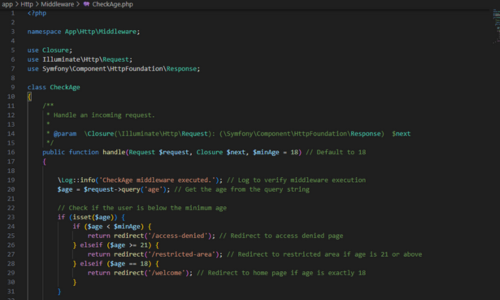 app > Http > Middleware > CheckAge.php
1 <?php
2
3 namespace App\Http\Middleware;
4
5 use Closure;
6 use Illuminate\Http\Request;
7 use Symfony\Component\HttpFoundation\Response;
8
9 class CheckAge
10 {
11 /**
12 * Handle an incoming request.
13 *
14 * @param \Closure(\Illuminate\Http\Request): (\Symfony\Component\HttpFoundation\Response) $next
15 */
16 public function handle(Request $request, Closure $next, $minAge = 18) // Default to 18
17 {
18
19 \Log::info('CheckAge middleware executed.'); // Log to verify middleware execution
20 $age = $request->query('age'); // Get the age from the query string
21
22 // Check if the user is below the minimum age
23 if (isset($age)) {
24 if ($age < $minAge) {
25 return redirect('/access-denied'); // Redirect to access denied page
26 } elseif ($age >= 21) {
27 return redirect('/restricted-area'); // Redirect to restricted area if age is 21 or above
28 } elseif ($age == 18) {
29 return redirect('/welcome'); // Redirect to home page if age is exactly 18
30 }
31 }